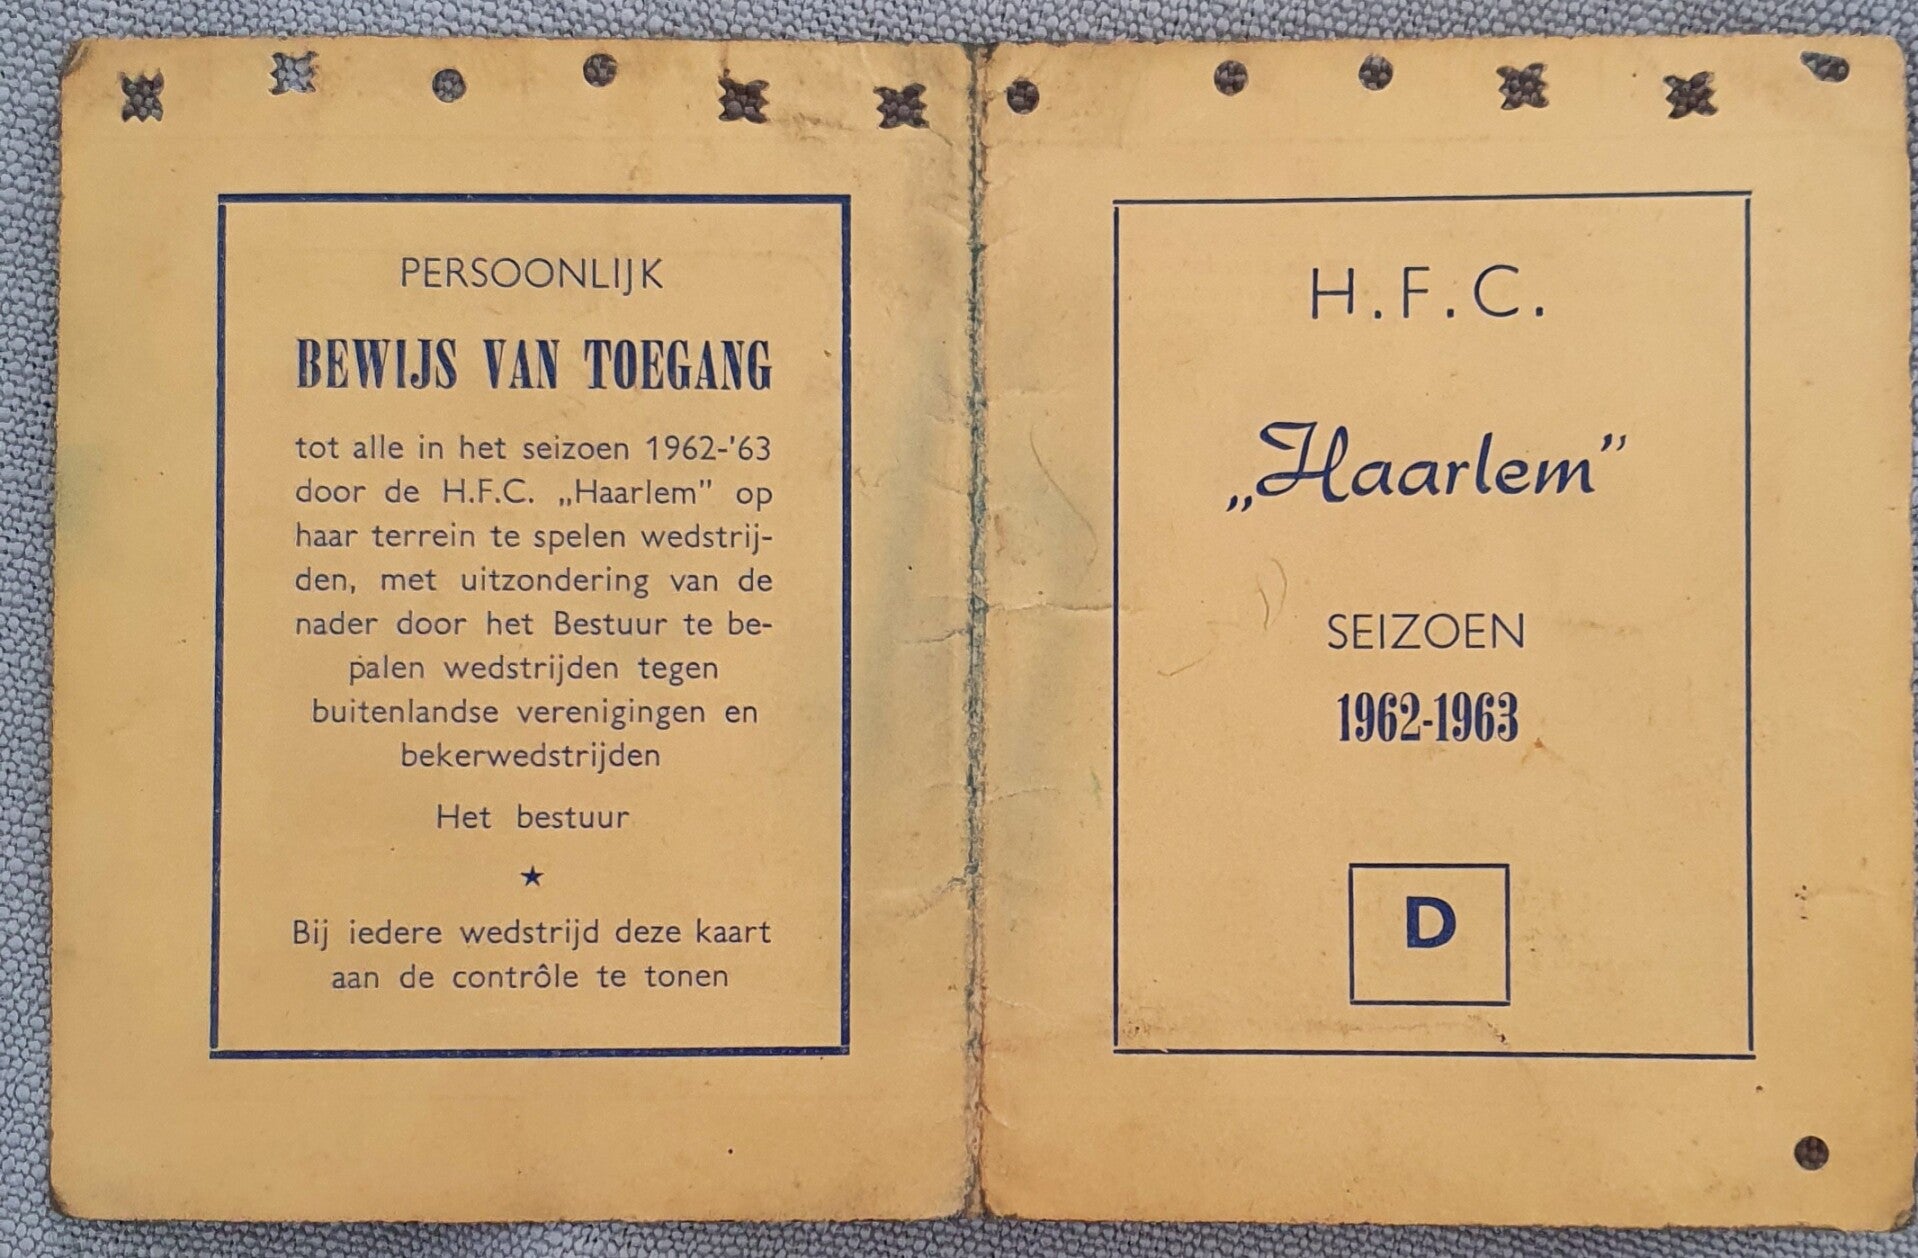 PERSOONLIJK
BEWIJS VAN TOEGANG
tot alle in het seizoen 1962-'63
door de H.F.C. „Haarlem” op
haar terrein te spelen wedstrij-
den, met uitzondering van de
nader door het Bestuur te be-
palen wedstrijden tegen
buitenlandse verenigingen en
bekerwedstrijden
Het bestuur
★
Bij iedere wedstrijd deze kaart
aan de contrôle te tonen
H.F.C.
„Haarlem”
SEIZOEN
1962-1963
D